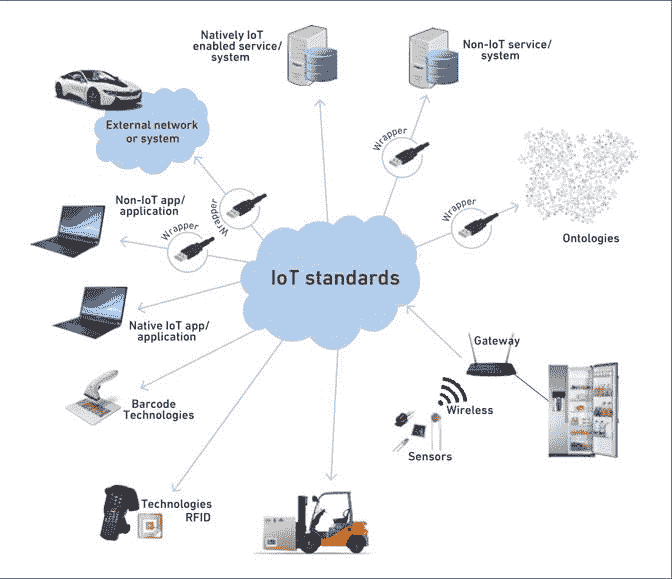 Natively IoT
enabled service/
system
Non-IoT service/
system
External network
or system
Wrapper
Wrapper
Non-IoT app/
application
Wrapper
Wrapper
Ontologies
IoT standards
Native IoT app/
application
Gateway
Barcode
Technologies
Wireless
Sensors
Technologies
RFID